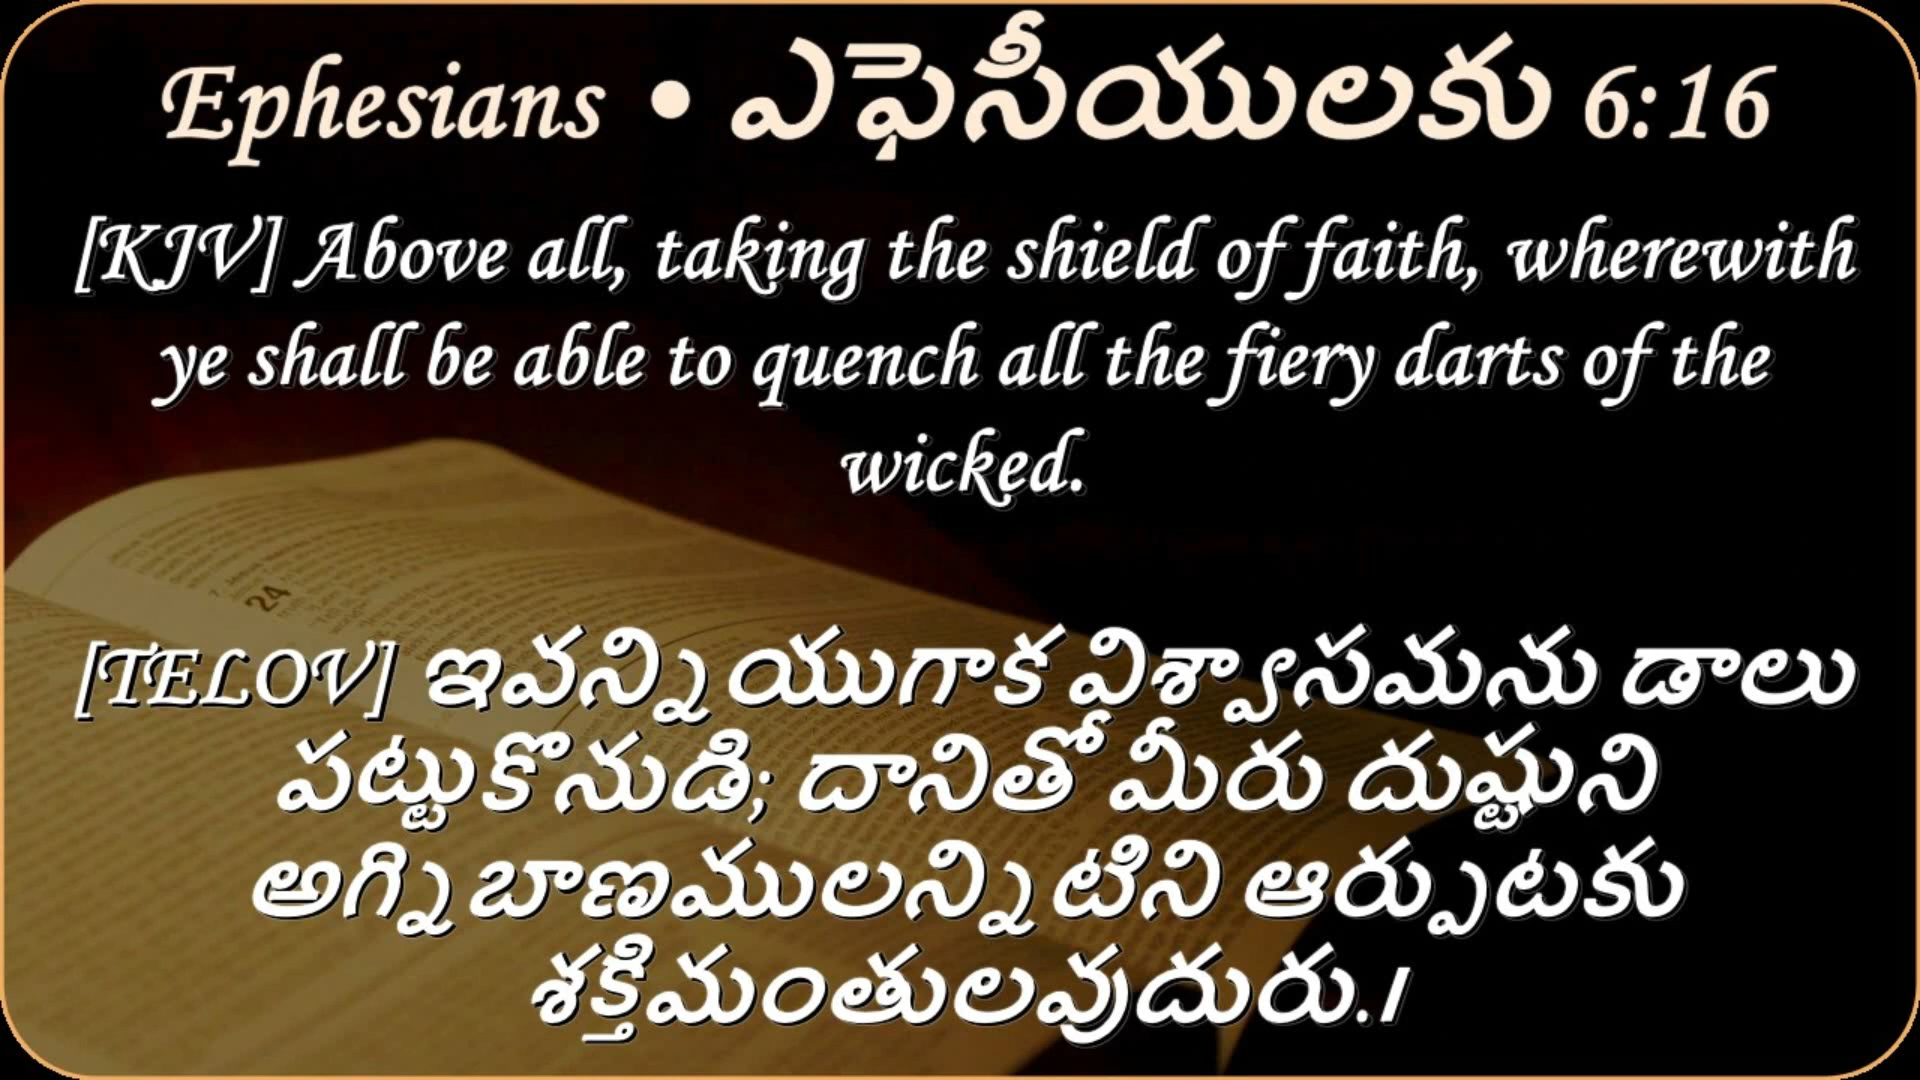 Ephesians • ఎఫెసీయులకు 6:16
[KJV] Above all, taking the shield of faith, wherewith
ye shall be able to quench all the fiery darts of the
wicked.
24
[TELOV] ఇవన్నియుగాక విశ్వాసమను డాలు
పట్టుకొనుడి; దానితో మీరు దుష్టుని
అగ్ని బాణములన్నిటిని ఆర్పుటకు
శక్తిమంతులవుదురు.।